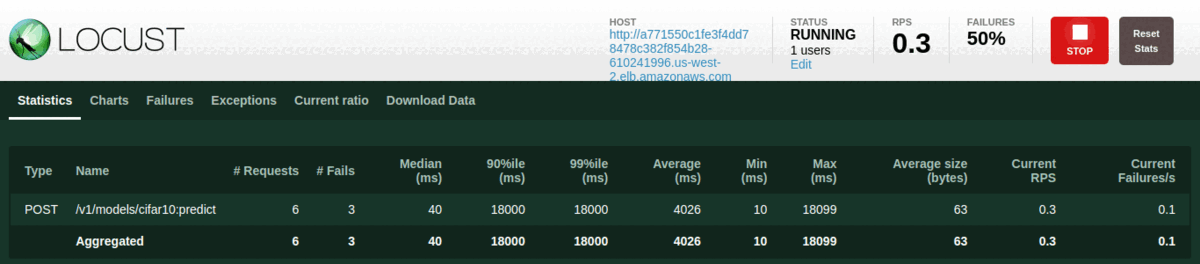 LOCUST
HOST
http://a771550c1fe3f4dd7
8478c382f854b28-
610241996.us-west-
2.elb.amazonaws.com
STATUS
RUNNING
1 users
Edit
RPS
0.3
FAILURES
50%
STOP
Reset
Stats
Statistics Charts Failures Exceptions Current ratio Download Data
Type Name # Requests # Fails Median (ms) 90%ile (ms) 99%ile (ms) Average (ms) Min (ms) Max (ms) Average size (bytes) Current RPS Current Failures/s
POST /v1/models/cifar10:predict 6 3 40 18000 18000 4026 10 18099 63 0.3 0.1
Aggregated 6 3 40 18000 18000 4026 10 18099 63 0.3 0.1